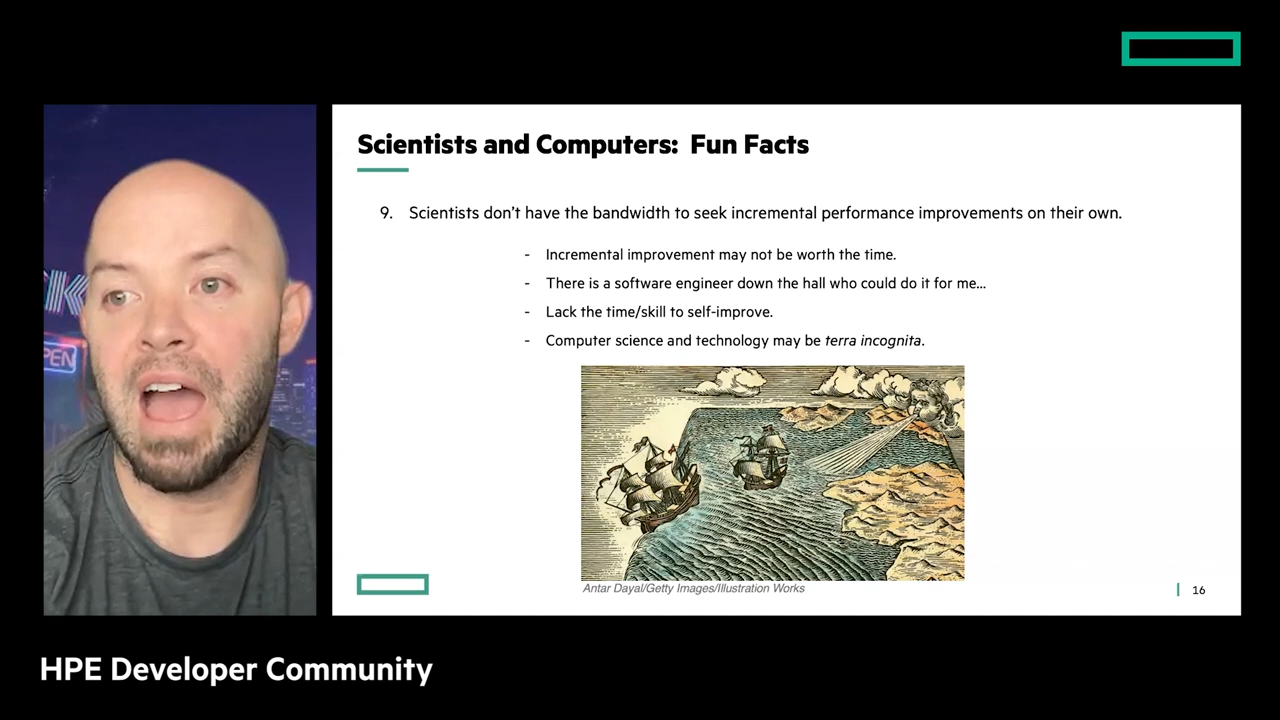 Scientists and Computers: Fun Facts
9. Scientists don't have the bandwidth to seek incremental performance improvements on their own.
- Incremental improvement may not be worth the time.
- There is a software engineer down the hall who could do it for me...
- Lack the time/skill to self-improve.
- Computer science and technology may be terra incognita.
PEN
Antar Dayal/Getty Images/Illustration Works
16
HPE Developer Community